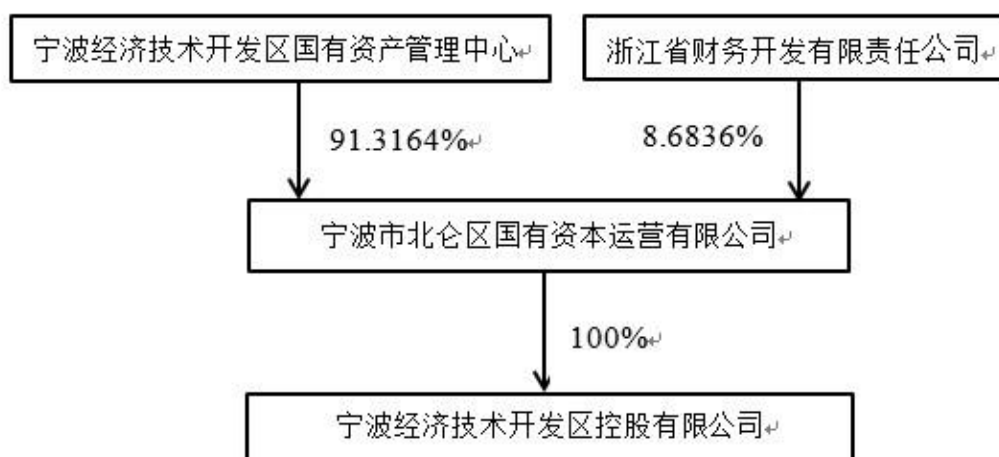 宁波经济技术开发区国有资产管理中心
浙江省财务开发有限责任公司
91.3164%
8.6836%
宁波市北仑区国有资本运营有限公司
100%
宁波经济技术开发区控股有限公司